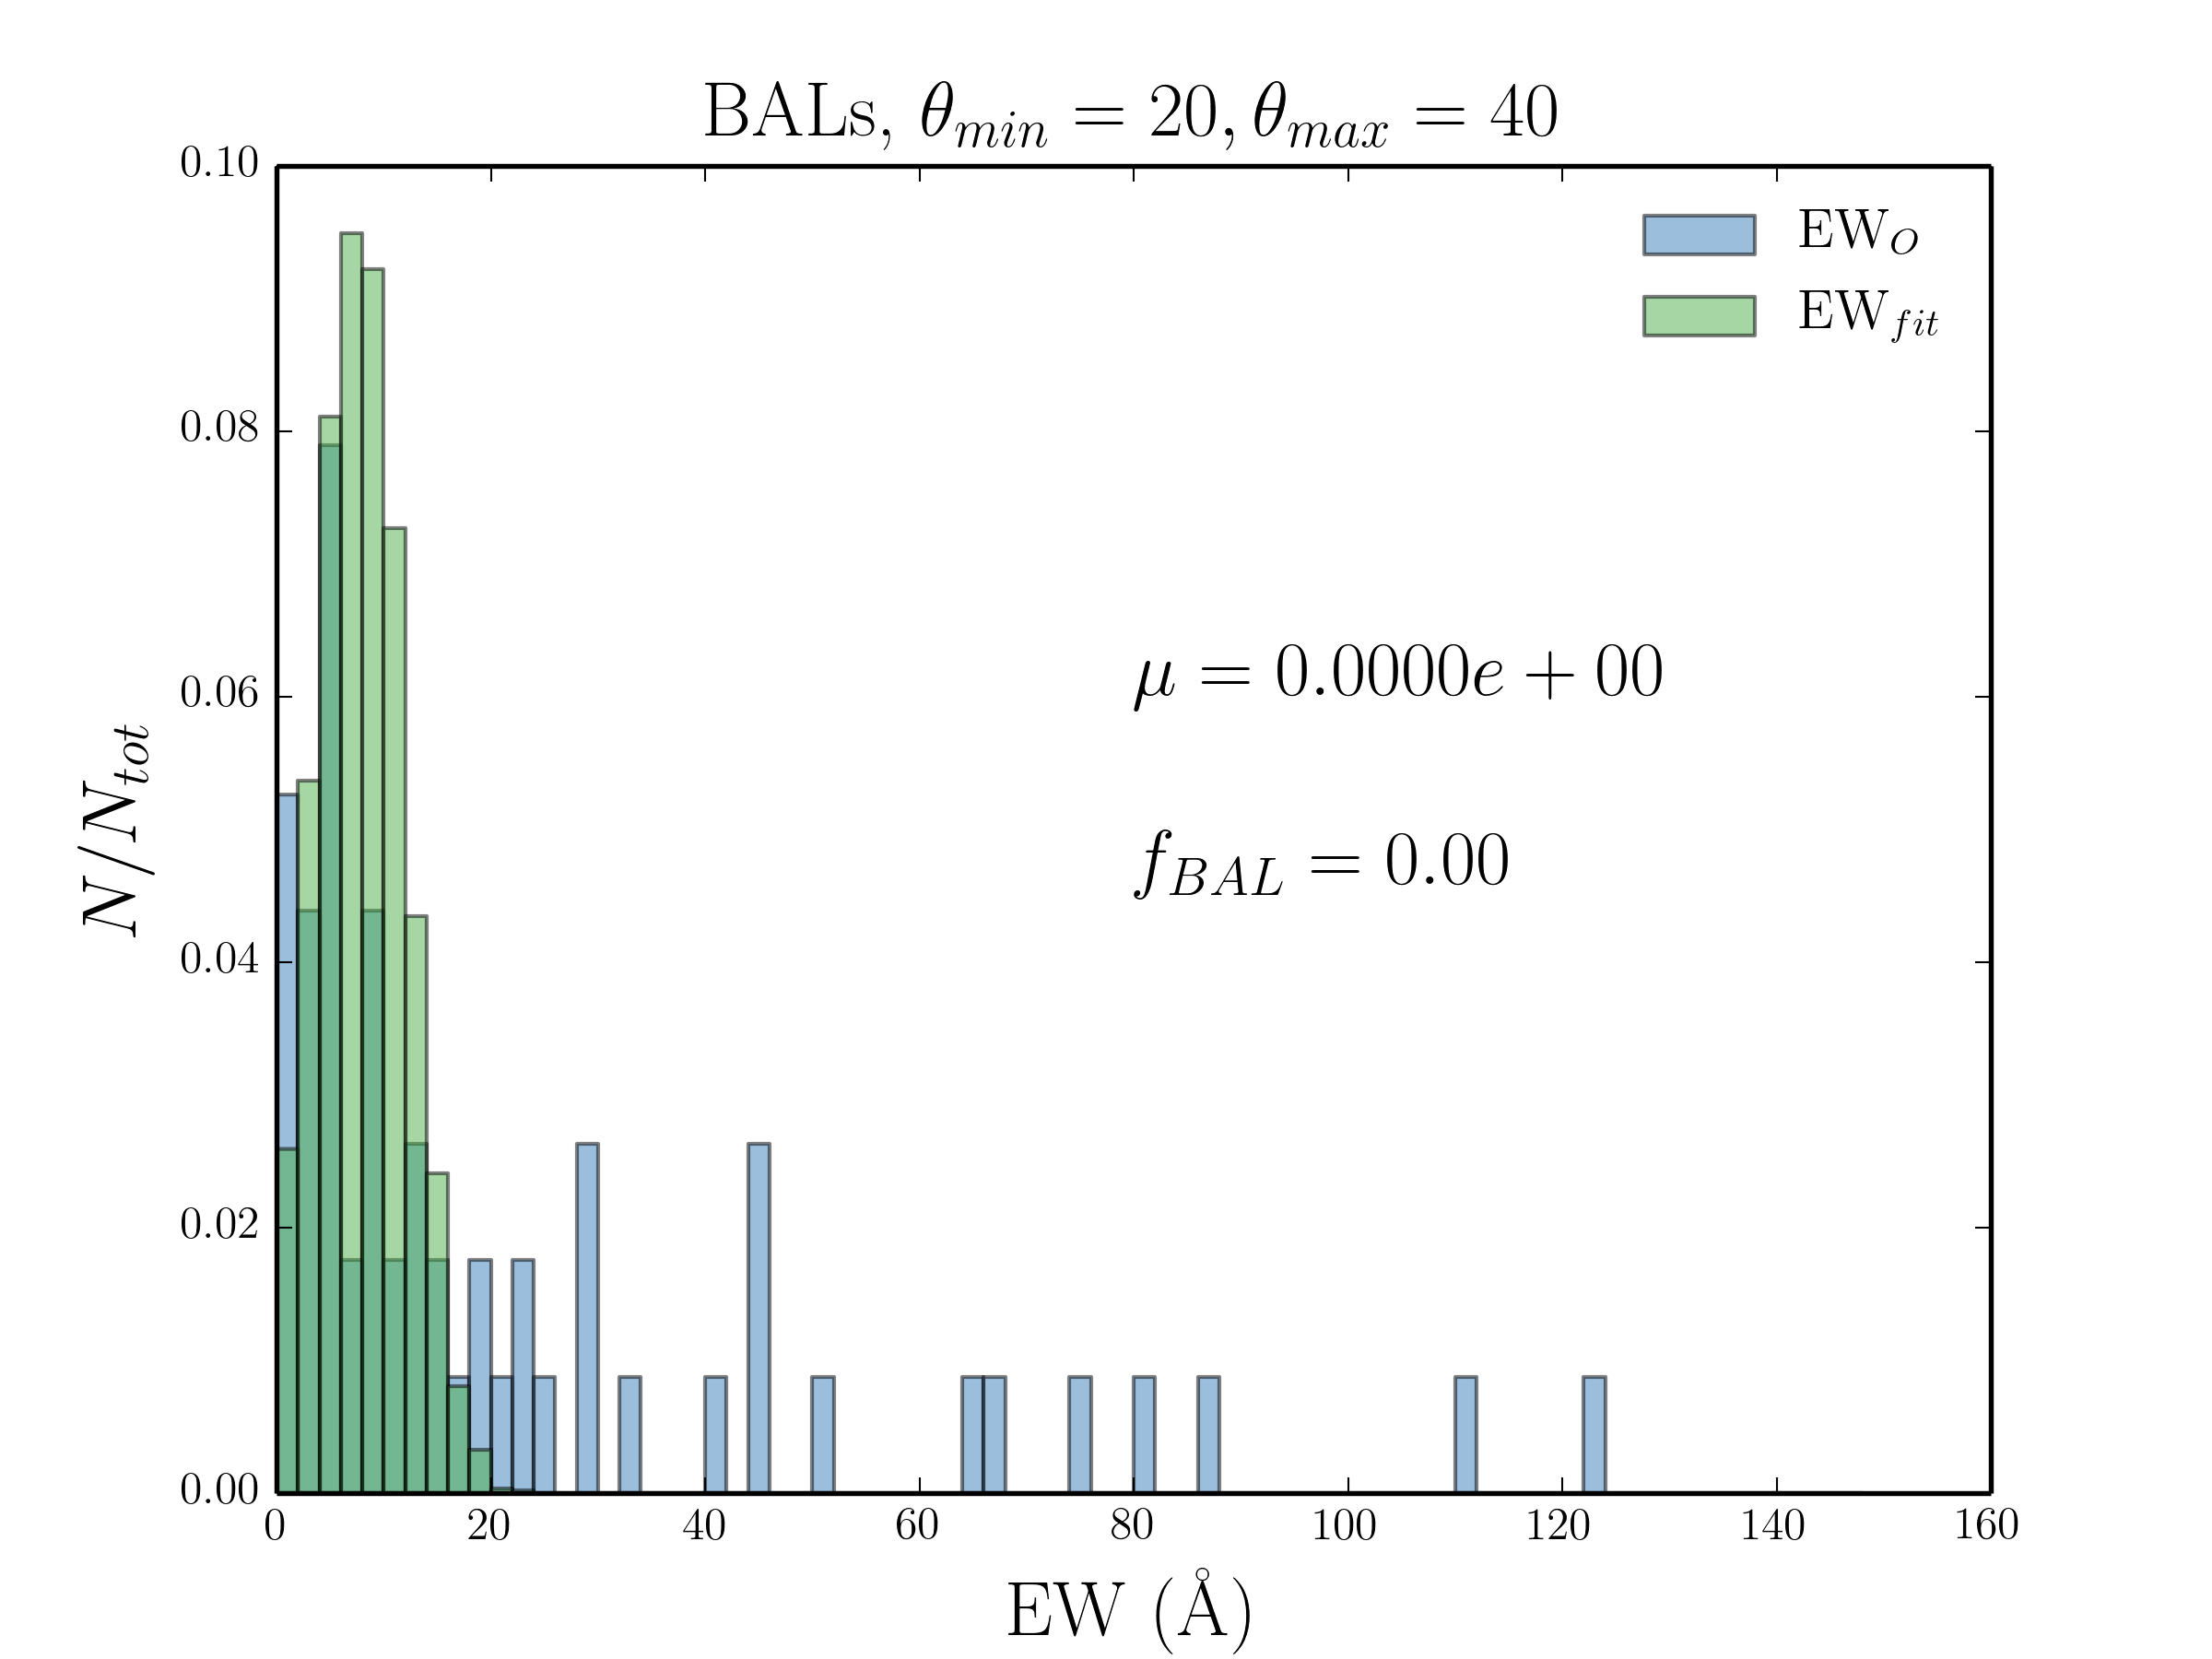 BALs, θ_min = 20, θ_max = 40
0.10
0.08
0.06
0.04
0.02
0.00
N/N_tot
EW_O
EW_fit
μ = 0.0000e + 00
f_BAL = 0.00
0 20 40 60 80 100 120 140 160
EW (Å)